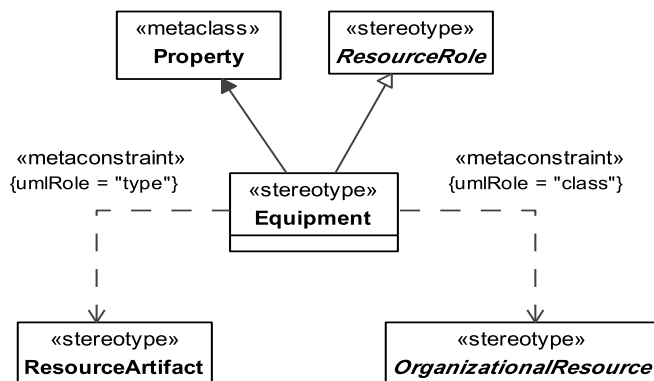 «metaclass»
Property
«stereotype»
ResourceRole
«metaconstraint»
{umlRole = "type"}
«metaconstraint»
{umlRole = "class"}
«stereotype»
Equipment
«stereotype»
ResourceArtifact
«stereotype»
OrganizationalResource